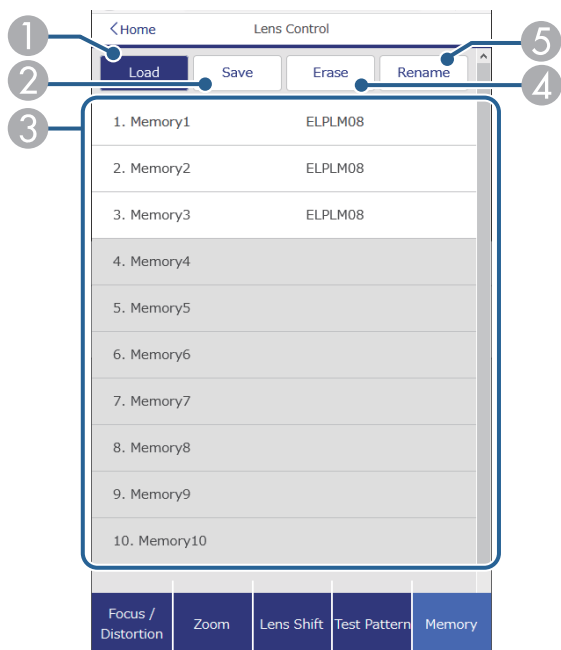 <Home Lens Control
1 5
Load Save Erase Rename
2 4
3
1. Memory1 ELPLM08
2. Memory2 ELPLM08
3. Memory3 ELPLM08
4. Memory4
5. Memory5
6. Memory6
7. Memory7
8. Memory8
9. Memory9
10. Memory10
Focus / Distortion Zoom Lens Shift Test Pattern Memory